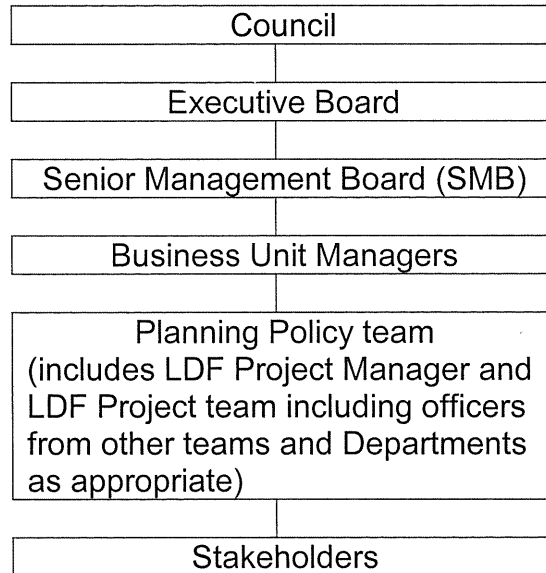 Council
Executive Board
Senior Management Board (SMB)
Business Unit Managers
Planning Policy team
(includes LDF Project Manager and
LDF Project team including officers
from other teams and Departments
as appropriate)
Stakeholders